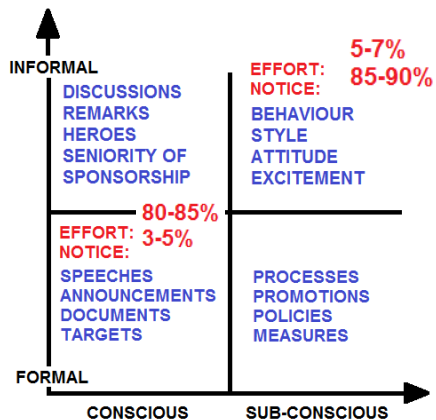 INFORMAL
DISCUSSIONS
REMARKS
HEROES
SENIORITY OF
SPONSORSHIP
EFFORT: 5-7%
NOTICE: 85-90%
BEHAVIOUR
STYLE
ATTITUDE
EXCITEMENT
EFFORT: 80-85%
NOTICE: 3-5%
SPEECHES
ANNOUNCEMENTS
DOCUMENTS
TARGETS
PROCESSES
PROMOTIONS
POLICIES
MEASURES
FORMAL
CONSCIOUS SUB-CONSCIOUS